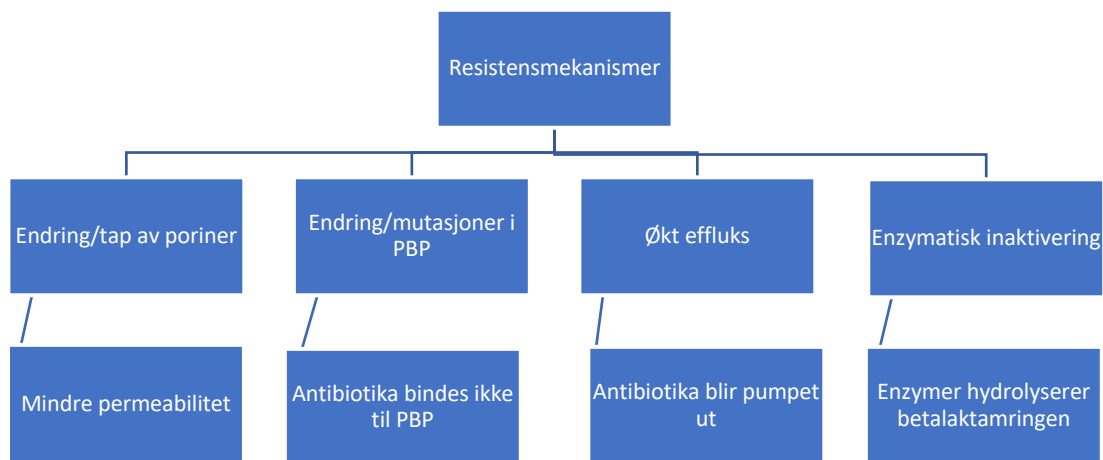 Resistensmekanismer
Endring/tap av poriner
Endring/mutasjoner i
PBP
Økt effluks
Enzymatisk inaktivering
Mindre permeabilitet
Antibiotika bindes ikke
til PBP
Antibiotika blir pumpet
ut
Enzymer hydrolyserer
betalaktamringen